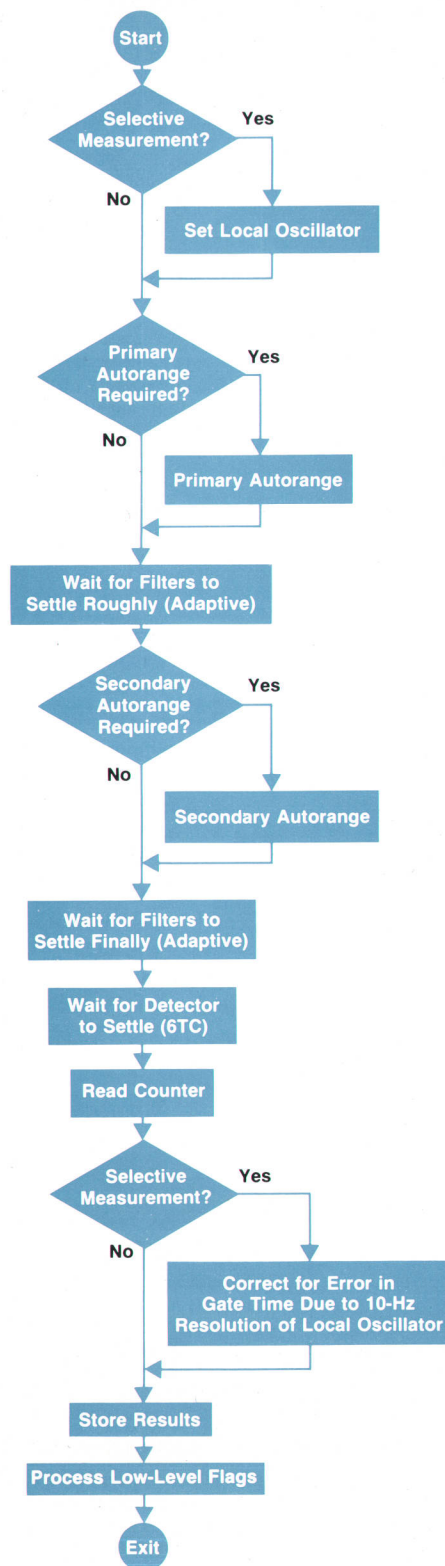 Start
Selective
Measurement?
Yes
No
Set Local Oscillator
Primary
Autorange
Required?
Yes
No
Primary Autorange
Wait for Filters to
Settle Roughly (Adaptive)
Secondary
Autorange
Required?
Yes
No
Secondary Autorange
Wait for Filters to
Settle Finally (Adaptive)
Wait for Detector
to Settle (6TC)
Read Counter
Selective
Measurement?
Yes
No
Correct for Error in
Gate Time Due to 10-Hz
Resolution of Local Oscillator
Store Results
Process Low-Level Flags
Exit